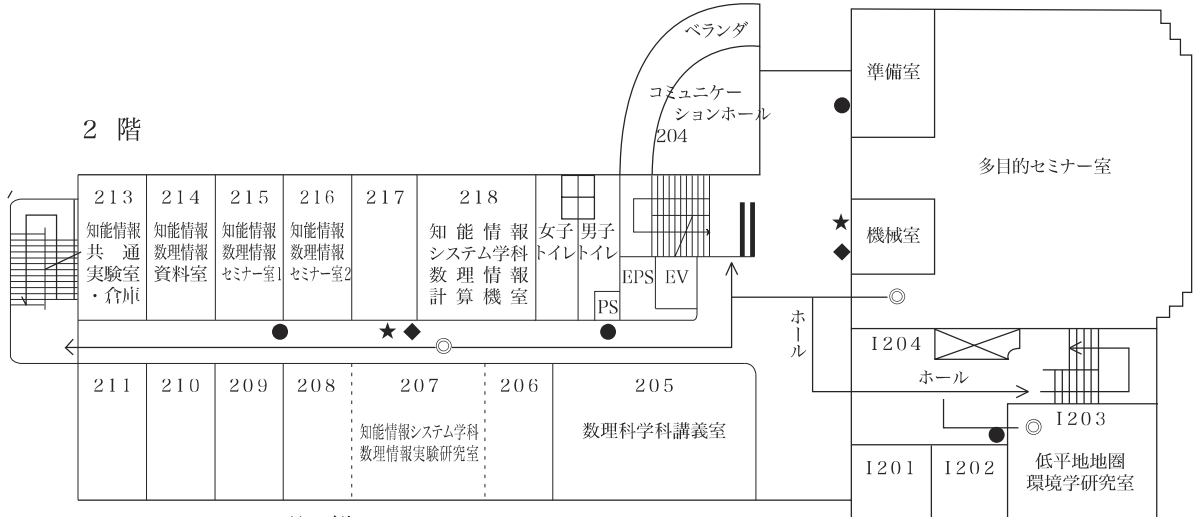 ２ 階
ベランダ
コミュニケー
ションホール
204
準備室
多目的セミナー室
機械室
213
知能情報
共　通
実験室
・倉庫
214
知能情報
数理情報
資料室
215
知能情報
数理情報
セミナー室1
216
知能情報
数理情報
セミナー室2
217
218
知能情報
システム学科
数理情報
計算機室
女子
トイレ
男子
トイレ
EPS
EV
PS
ホール
I204
ホール
I203
低平地地圏
環境学研究室
I201
I202
211
210
209
208
207
知能情報システム学科
数理情報実験研究室
206
205
数理科学科講義室